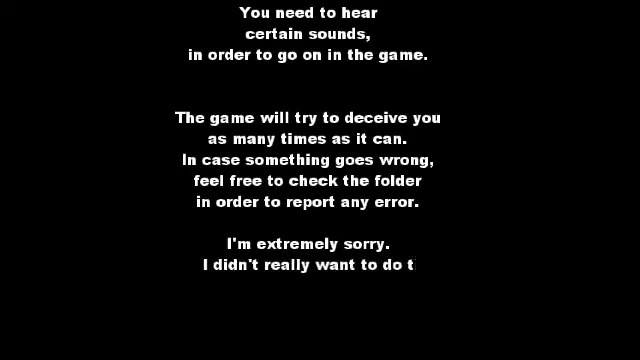 You need to hear
certain sounds,
in order to go on in the game.
The game will try to deceive you
as many times as it can.
In case something goes wrong,
feel free to check the folder
in order to report any error.
I'm extremely sorry.
I didn't really want to do t